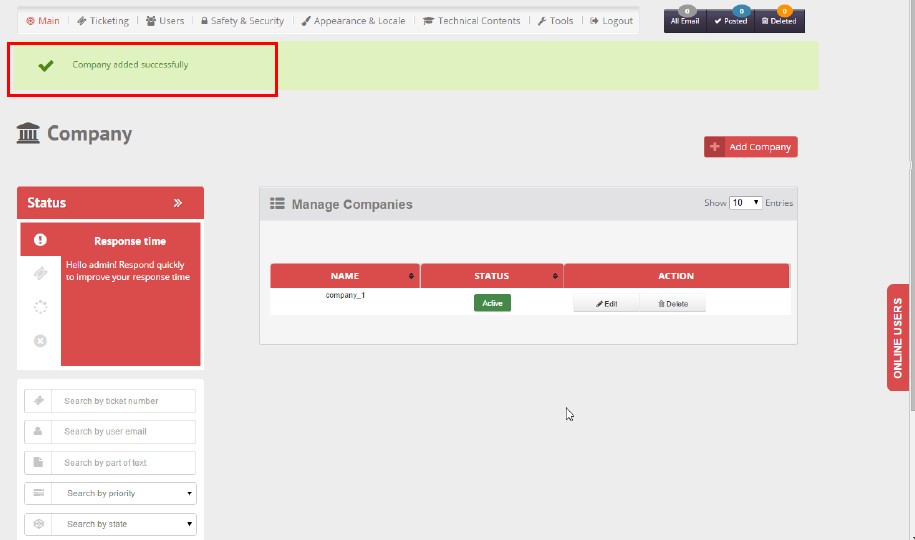 Main Ticketing Users Safety & Security Appearance & Locale Technical Contents Tools Logout
0 0 0
All Email Posted Deleted
Company added successfully
Company
Add Company
Status
Response time
Hello admin! Respond quickly
to improve your response time
Search by ticket number
Search by user email
Search by part of text
Search by priority
Search by state
Manage Companies
Show 10 Entries
NAME STATUS ACTION
company_1 Active Edit Delete
ONLINE USERS